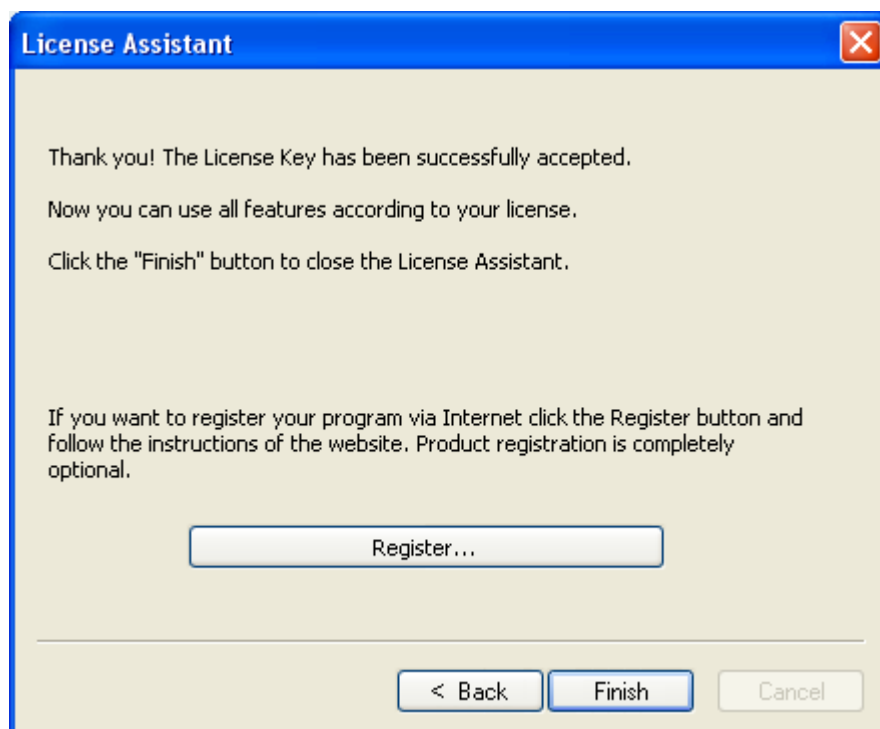 License Assistant
Thank you! The License Key has been successfully accepted.
Now you can use all features according to your license.
Click the "Finish" button to close the License Assistant.
If you want to register your program via Internet click the Register button and
follow the instructions of the website. Product registration is completely
optional.
Register...
< Back Finish Cancel